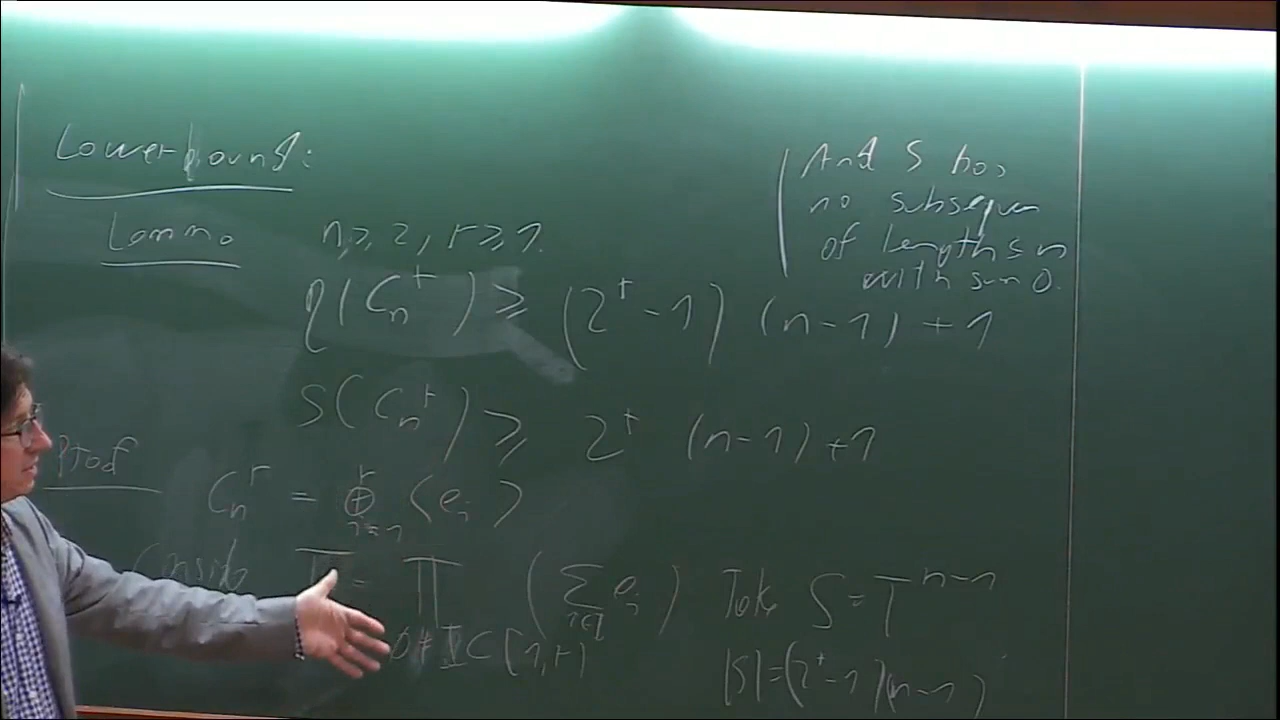 Lower bound:
Lemma n ≥ 2, r ≥ 1.
η(C_n^r) ≥ (2^r - 1)(n-1) + 1
S(C_n^r) ≥ 2^r (n-1) + 1
Proof C_n^r = ⊕_{i=1}^r ⟨e_i⟩
Consider T = ∏_{∅≠I⊂[1,r]} (∑_{i∈I} e_i) Take S = T^{n-1}
|S| = (2^r - 1)(n-1)
And S has
no subsequen
of length ≤ n
with sum 0.